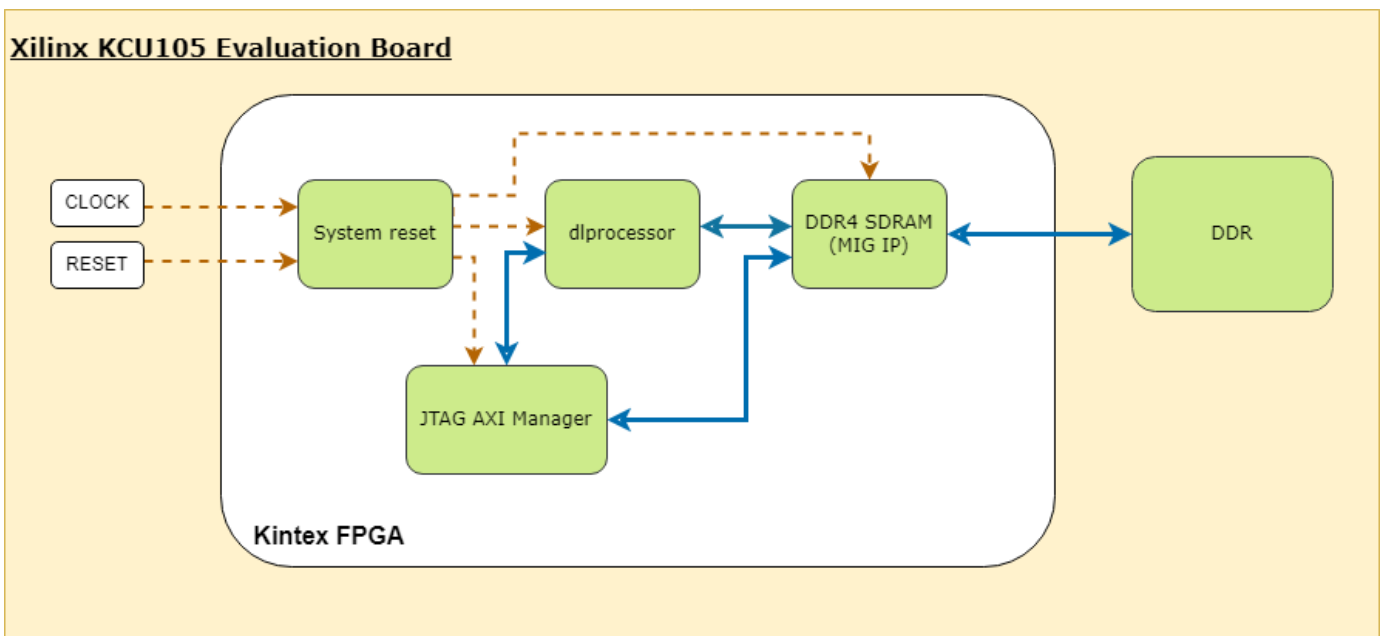 Xilinx KCU105 Evaluation Board
CLOCK
RESET
System reset
dlprocessor
DDR4 SDRAM
(MIG IP)
DDR
JTAG AXI Manager
Kintex FPGA